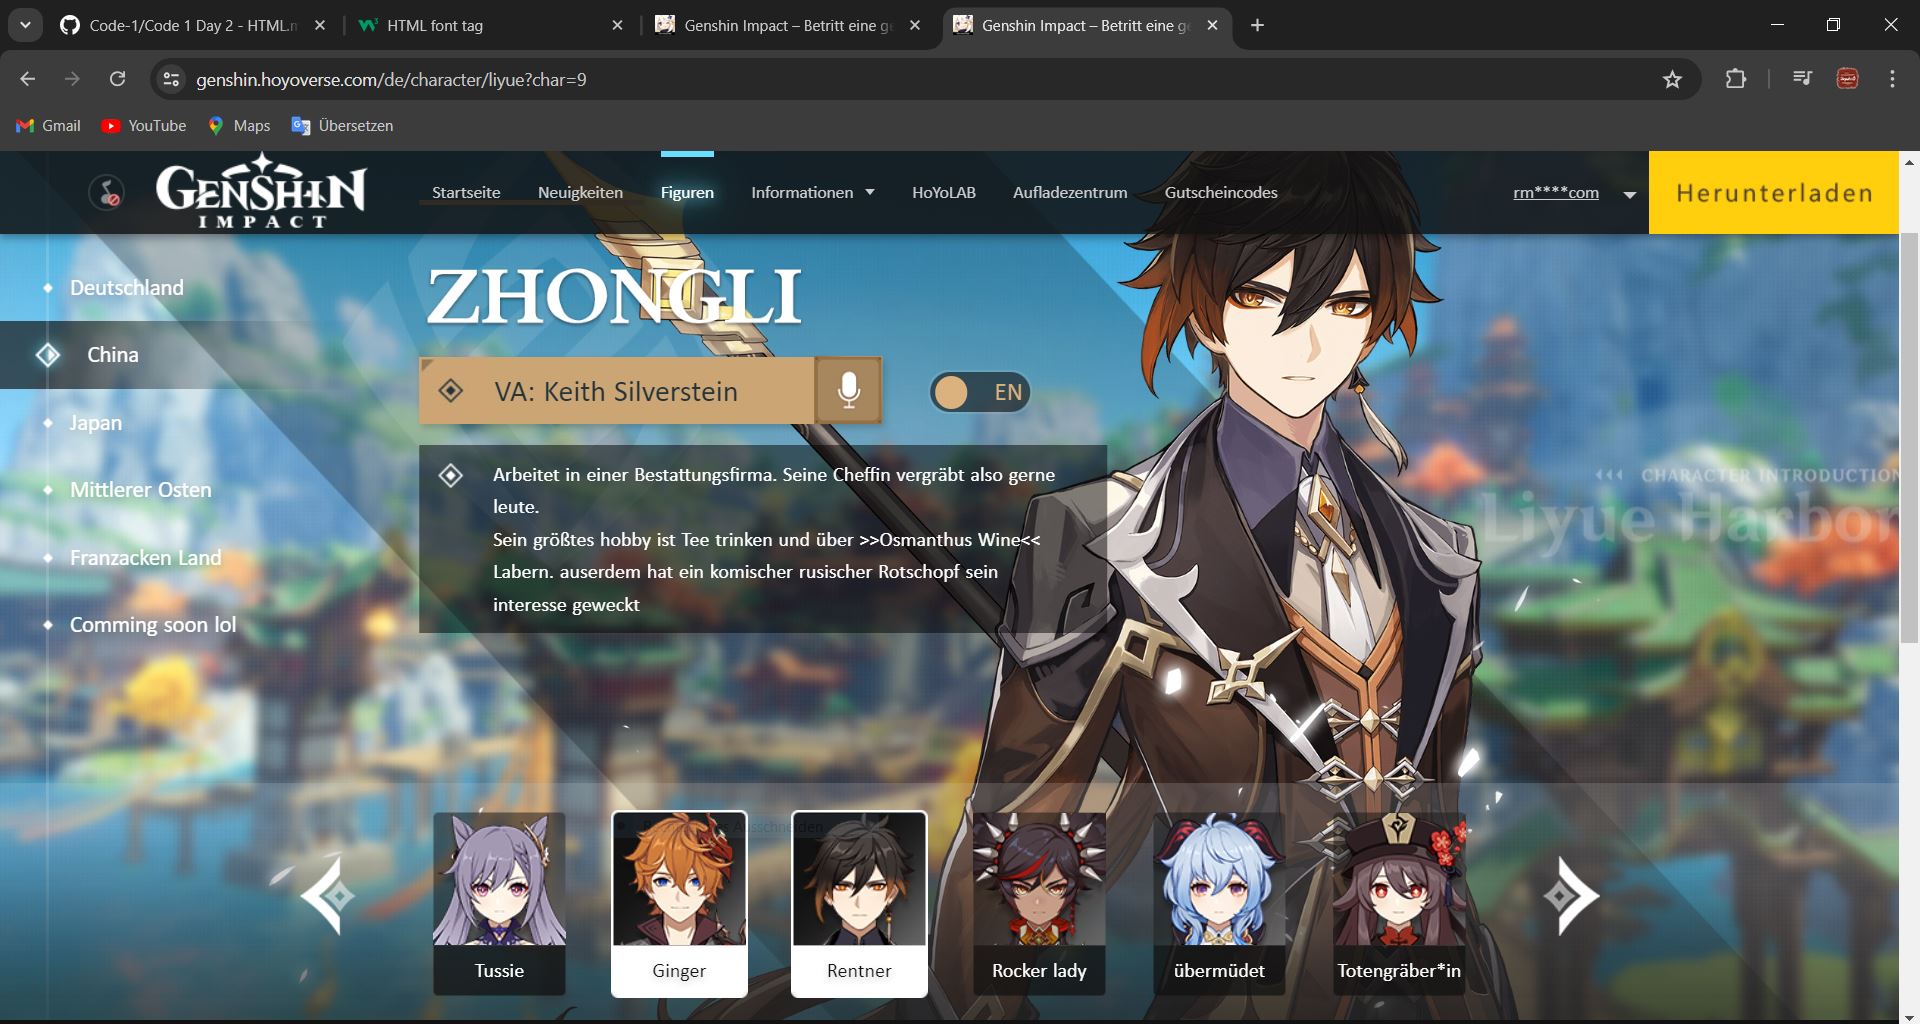 Code-1/Code 1 Day 2 - HTML.m
HTML font tag
Genshin Impact – Betritt eine ge
Genshin Impact – Betritt eine ge
genshin.hoyoverse.com/de/character/liyue?char=9
Gmail
YouTube
Maps
Übersetzen
GENSHIN
IMPACT
Startseite
Neuigkeiten
Figuren
Informationen
HoYoLAB
Aufladezentrum
Gutscheincodes
rm****com
Herunterladen
Deutschland
China
Japan
Mittlerer Osten
Franzacken Land
Comming soon lol
ZHONGLI
VA: Keith Silverstein
EN
Arbeitet in einer Bestattungsfirma. Seine Cheffin vergräbt also gerne
leute.
Sein größtes hobby ist Tee trinken und über >>Osmanthus Wine<<
Labern. auserdem hat ein komischer rusischer Rotschopf sein
interesse geweckt
CHARACTER INTRODUCTION
Liyue Harbor
Tussie
Ginger
Rentner
Rocker lady
übermüdet
Totengräber*in